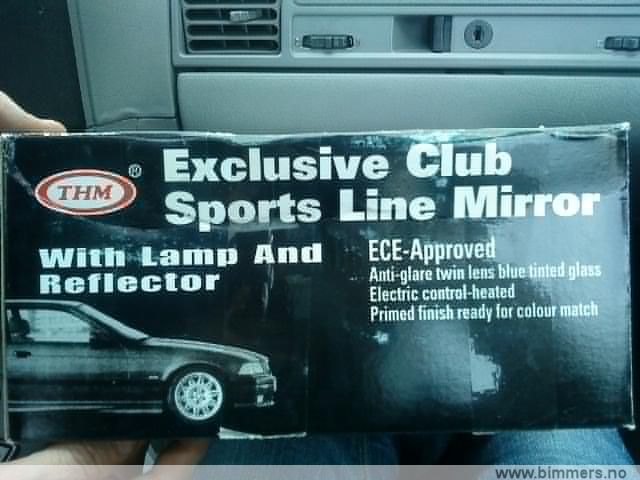 THM ®
Exclusive Club
Sports Line Mirror
With Lamp And
Reflector
ECE-Approved
Anti-glare twin lens blue tinted glass
Electric control-heated
Primed finish ready for colour match
www.bimmers.no